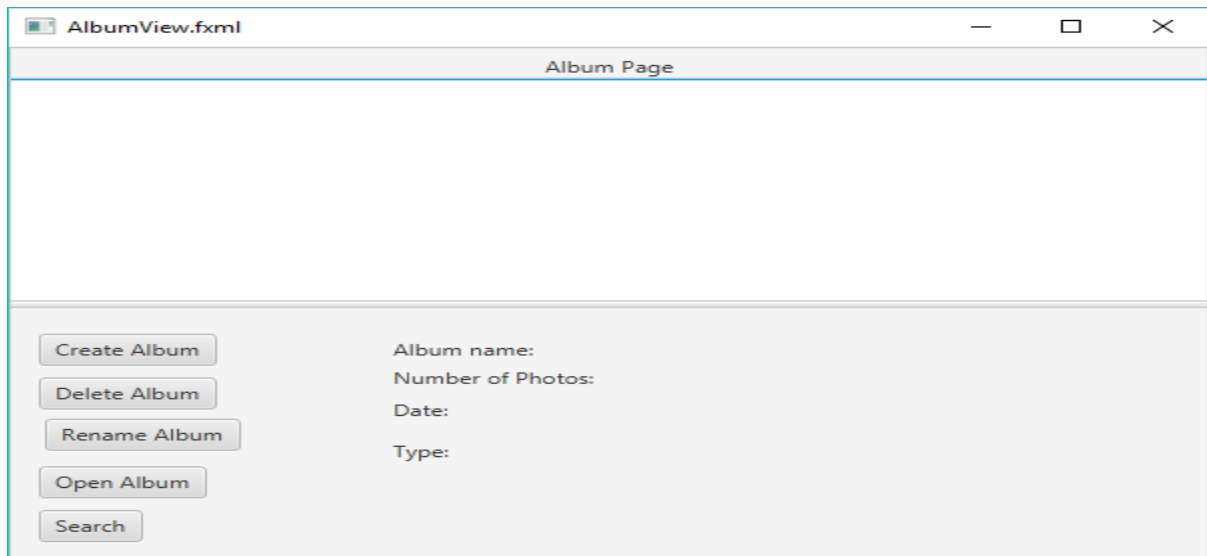 AlbumView.fxml
Album Page
Create Album
Delete Album
Rename Album
Open Album
Search
Album name:
Number of Photos:
Date:
Type: